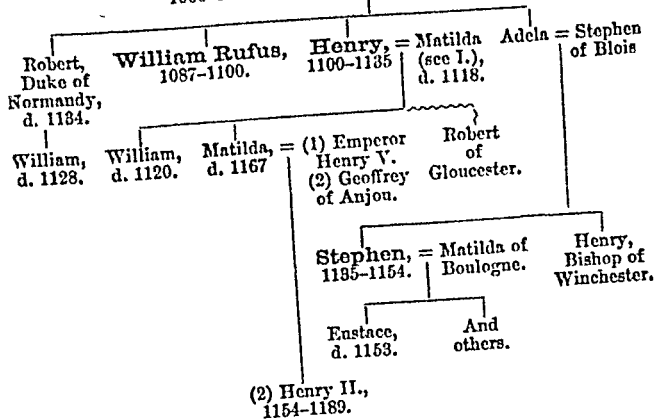 Robert,
Duke of
Normandy,
d. 1134.
William Rufus,
1087–1100.
Henry, = Matilda
1100–1135 (see I.),
d. 1118.
Adela = Stephen
of Blois
William,
d. 1128.
William,
d. 1120.
Matilda, = (1) Emperor
d. 1167 Henry V.
(2) Geoffrey
of Anjou.
Robert
of
Gloucester.
Stephen, = Matilda of
1135–1154. Boulogne.
Henry,
Bishop of
Winchester.
Eustace,
d. 1153.
And
others.
(2) Henry II.,
1154–1189.